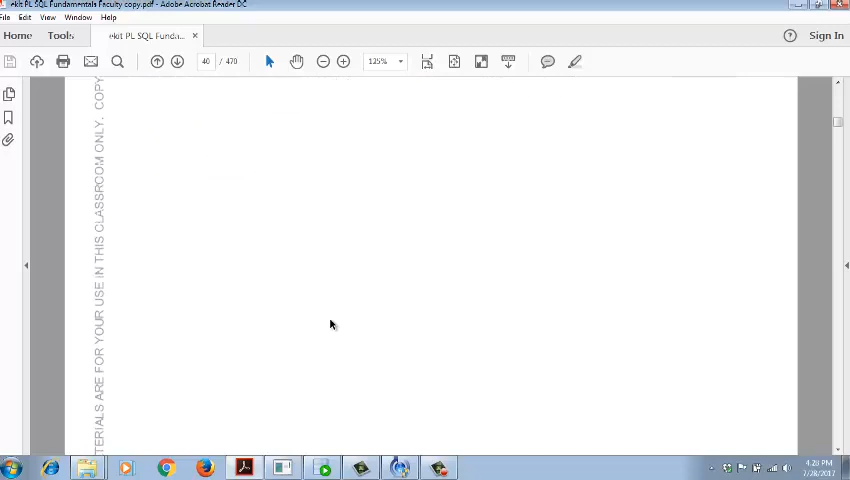 ekit PL SQL Fundamentals Faculty copy.pdf - Adobe Acrobat Reader DC
File Edit View Window Help
Home Tools ekit PL SQL Funda... × Sign In
40 / 470 125%
TERIALS ARE FOR YOUR USE IN THIS CLASSROOM ONLY. COPY
4:28 PM
7/28/2017